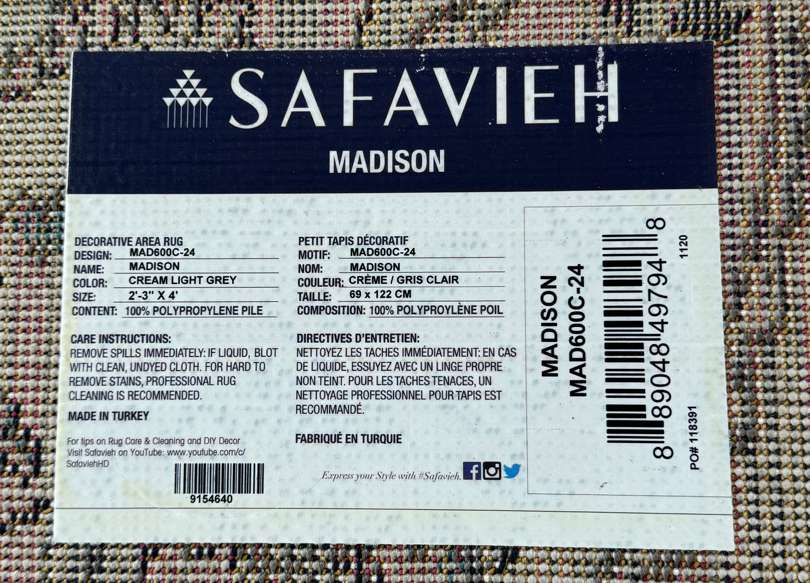 SAFAVIEH
MADISON
DECORATIVE AREA RUG
DESIGN: MAD600C-24
NAME: MADISON
COLOR: CREAM LIGHT GREY
SIZE: 2'-3" X 4'
CONTENT: 100% POLYPROPYLENE PILE
CARE INSTRUCTIONS:
REMOVE SPILLS IMMEDIATELY: IF LIQUID, BLOT
WITH CLEAN, UNDYED CLOTH. FOR HARD TO
REMOVE STAINS, PROFESSIONAL RUG
CLEANING IS RECOMMENDED.
MADE IN TURKEY
For tips on Rug Care & Cleaning and DIY Decor
Visit Safavieh on YouTube: www.youtube.com/c/
SafaviehHD
9154640
PETIT TAPIS DÉCORATIF
MOTIF: MAD600C-24
NOM: MADISON
COULEUR: CRÈME / GRIS CLAIR
TAILLE: 69 x 122 CM
COMPOSITION: 100% POLYPROYLÈNE POIL
DIRECTIVES D'ENTRETIEN:
NETTOYEZ LES TACHES IMMÉDIATEMENT: EN CAS
DE LIQUIDE, ESSUYEZ AVEC UN LINGE PROPRE
NON TEINT. POUR LES TACHES TENACES, UN
NETTOYAGE PROFESSIONNEL POUR TAPIS EST
RECOMMANDÉ.
FABRIQUÉ EN TURQUIE
Express your Style with #Safavieh.
MADISON
MAD600C-24
8 89048 49794 8
1120
PO# 118391